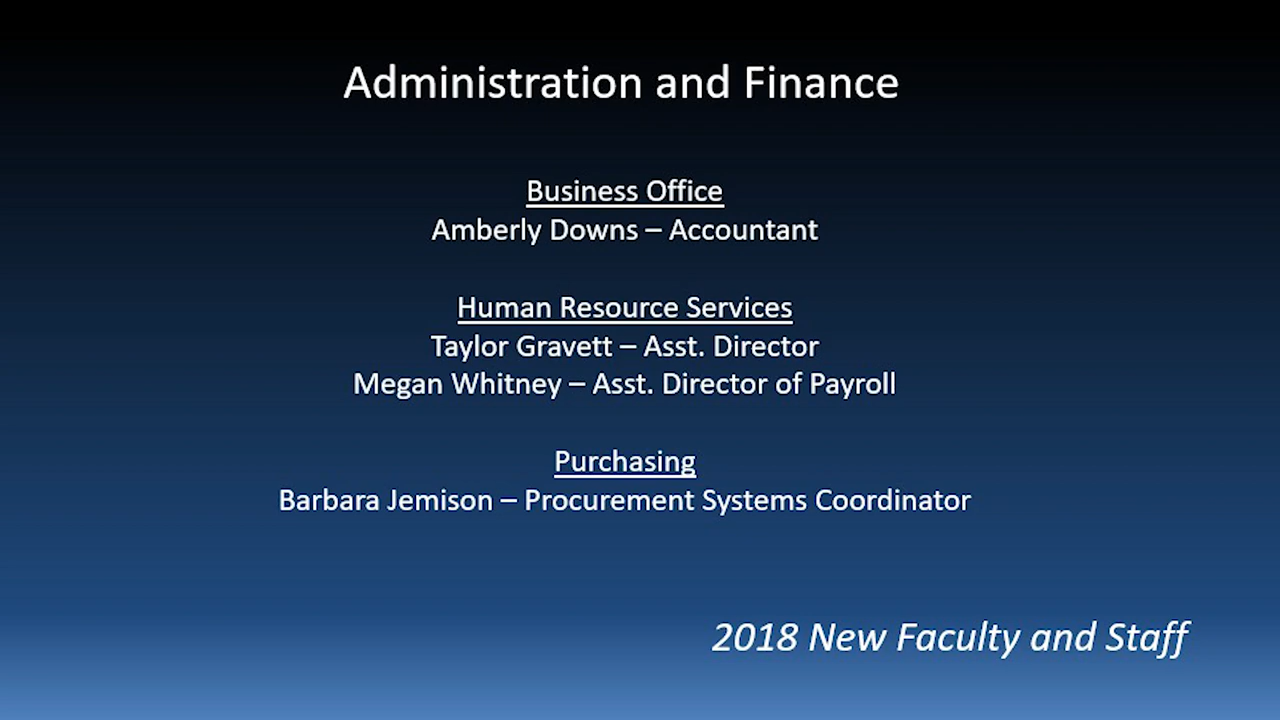 Administration and Finance
Business Office
Amberly Downs – Accountant
Human Resource Services
Taylor Gravett – Asst. Director
Megan Whitney – Asst. Director of Payroll
Purchasing
Barbara Jemison – Procurement Systems Coordinator
2018 New Faculty and Staff